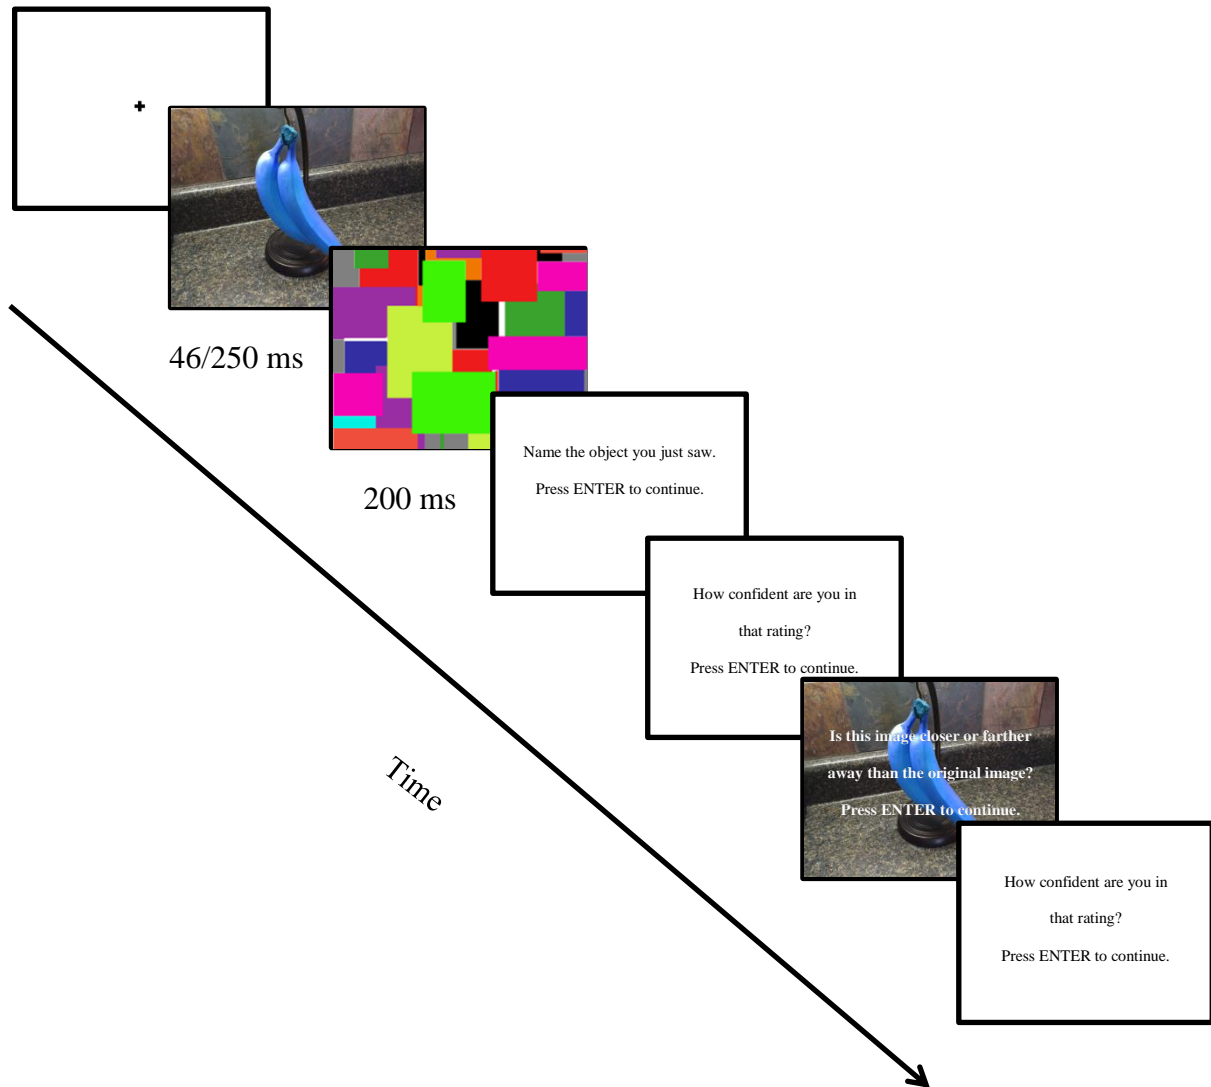 46/250 ms
200 ms
Name the object you just saw.
Press ENTER to continue.
How confident are you in
that rating?
Press ENTER to continue.
Time
Is this image closer or farther
away than the original image?
Press ENTER to continue.
How confident are you in
that rating?
Press ENTER to continue.